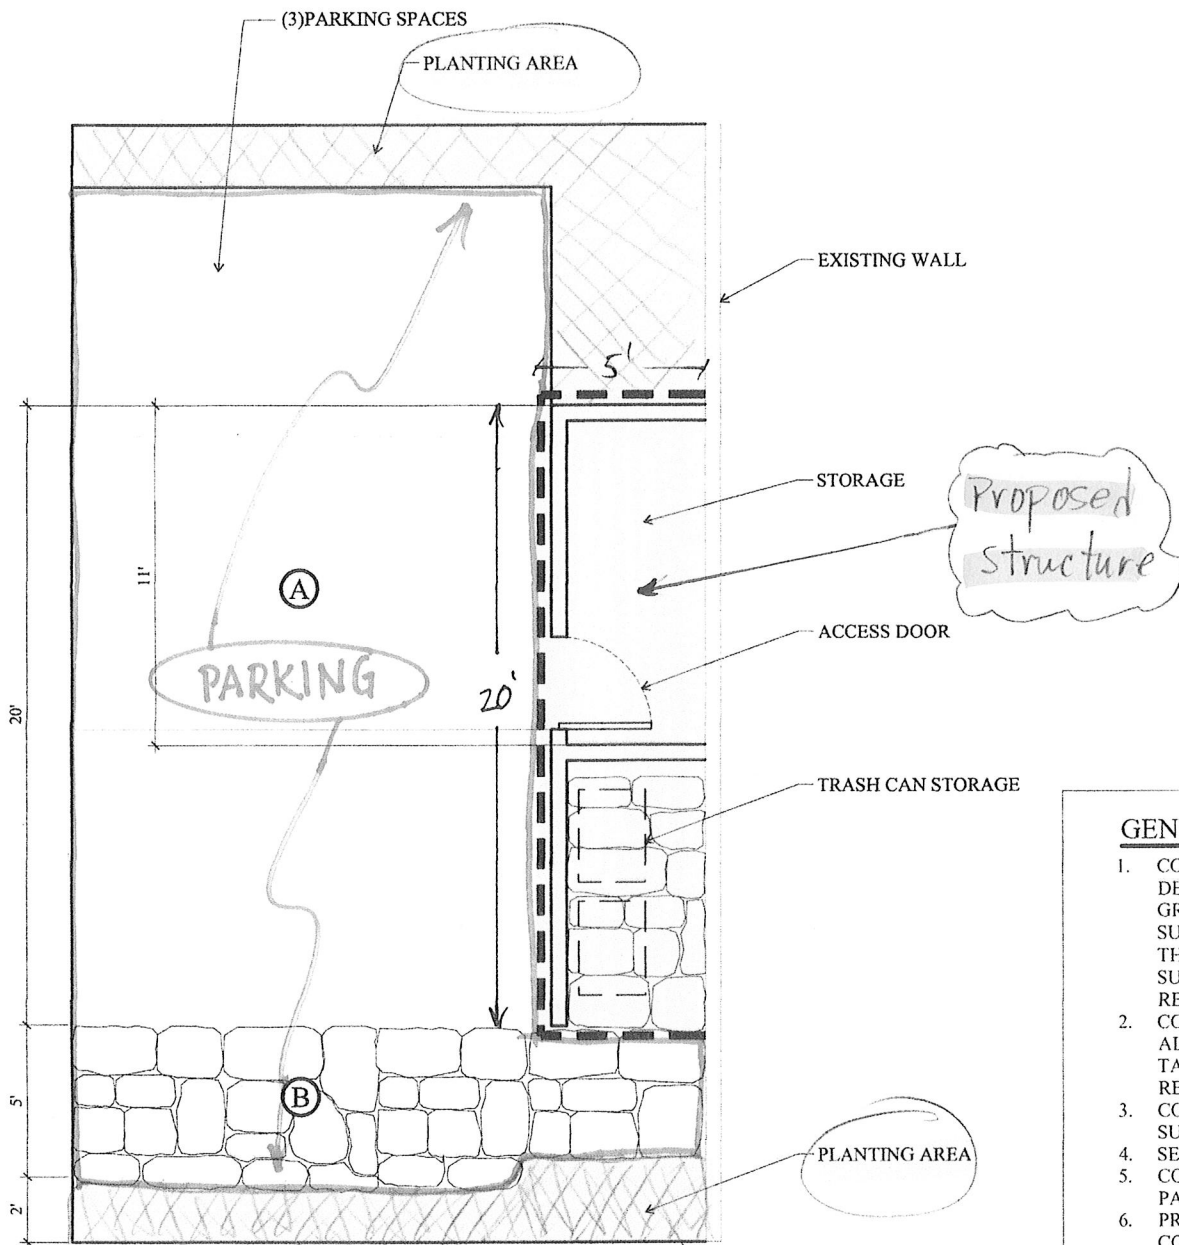 (3)PARKING SPACES
PLANTING AREA
EXISTING WALL
5'
STORAGE
Proposed
structure
11'
A
ACCESS DOOR
PARKING
20'
20'
TRASH CAN STORAGE
GEN
1. CO
DE
GR
SU
TH
SU
RE
2. CO
AL
TA
RE
3. CO
SU
4. SE
5. CO
PA
6. PR
CO
5'
B
PLANTING AREA
2'